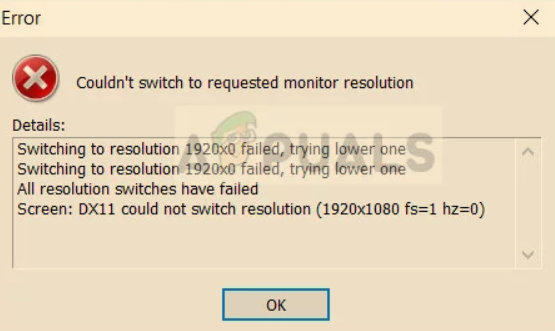 Error
Couldn't switch to requested monitor resolution
Details:
Switching to resolution 1920x0 failed, trying lower one
Switching to resolution 1920x0 failed, trying lower one
All resolution switches have failed
Screen: DX11 could not switch resolution (1920x1080 fs=1 hz=0)
APPUALS
OK